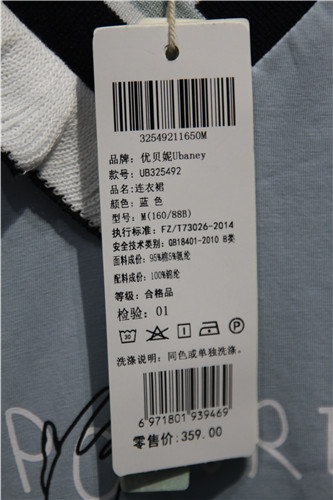 32549211650M
品牌: 优贝妮Ubaney
款号: UB325492
品名: 连衣裙
颜色: 蓝 色
型号: M(160/88B)
执行标准: FZ/T73026-2014
安全技术类别: GB18401-2010 B类
面料成份: 95%棉5%氨纶
配料成份: 100%锦纶
等级: 合格品
检验: 01
30 P
洗涤说明: 同色或单独洗涤.
6 971801 939469
零售价: 359.00
P O R T